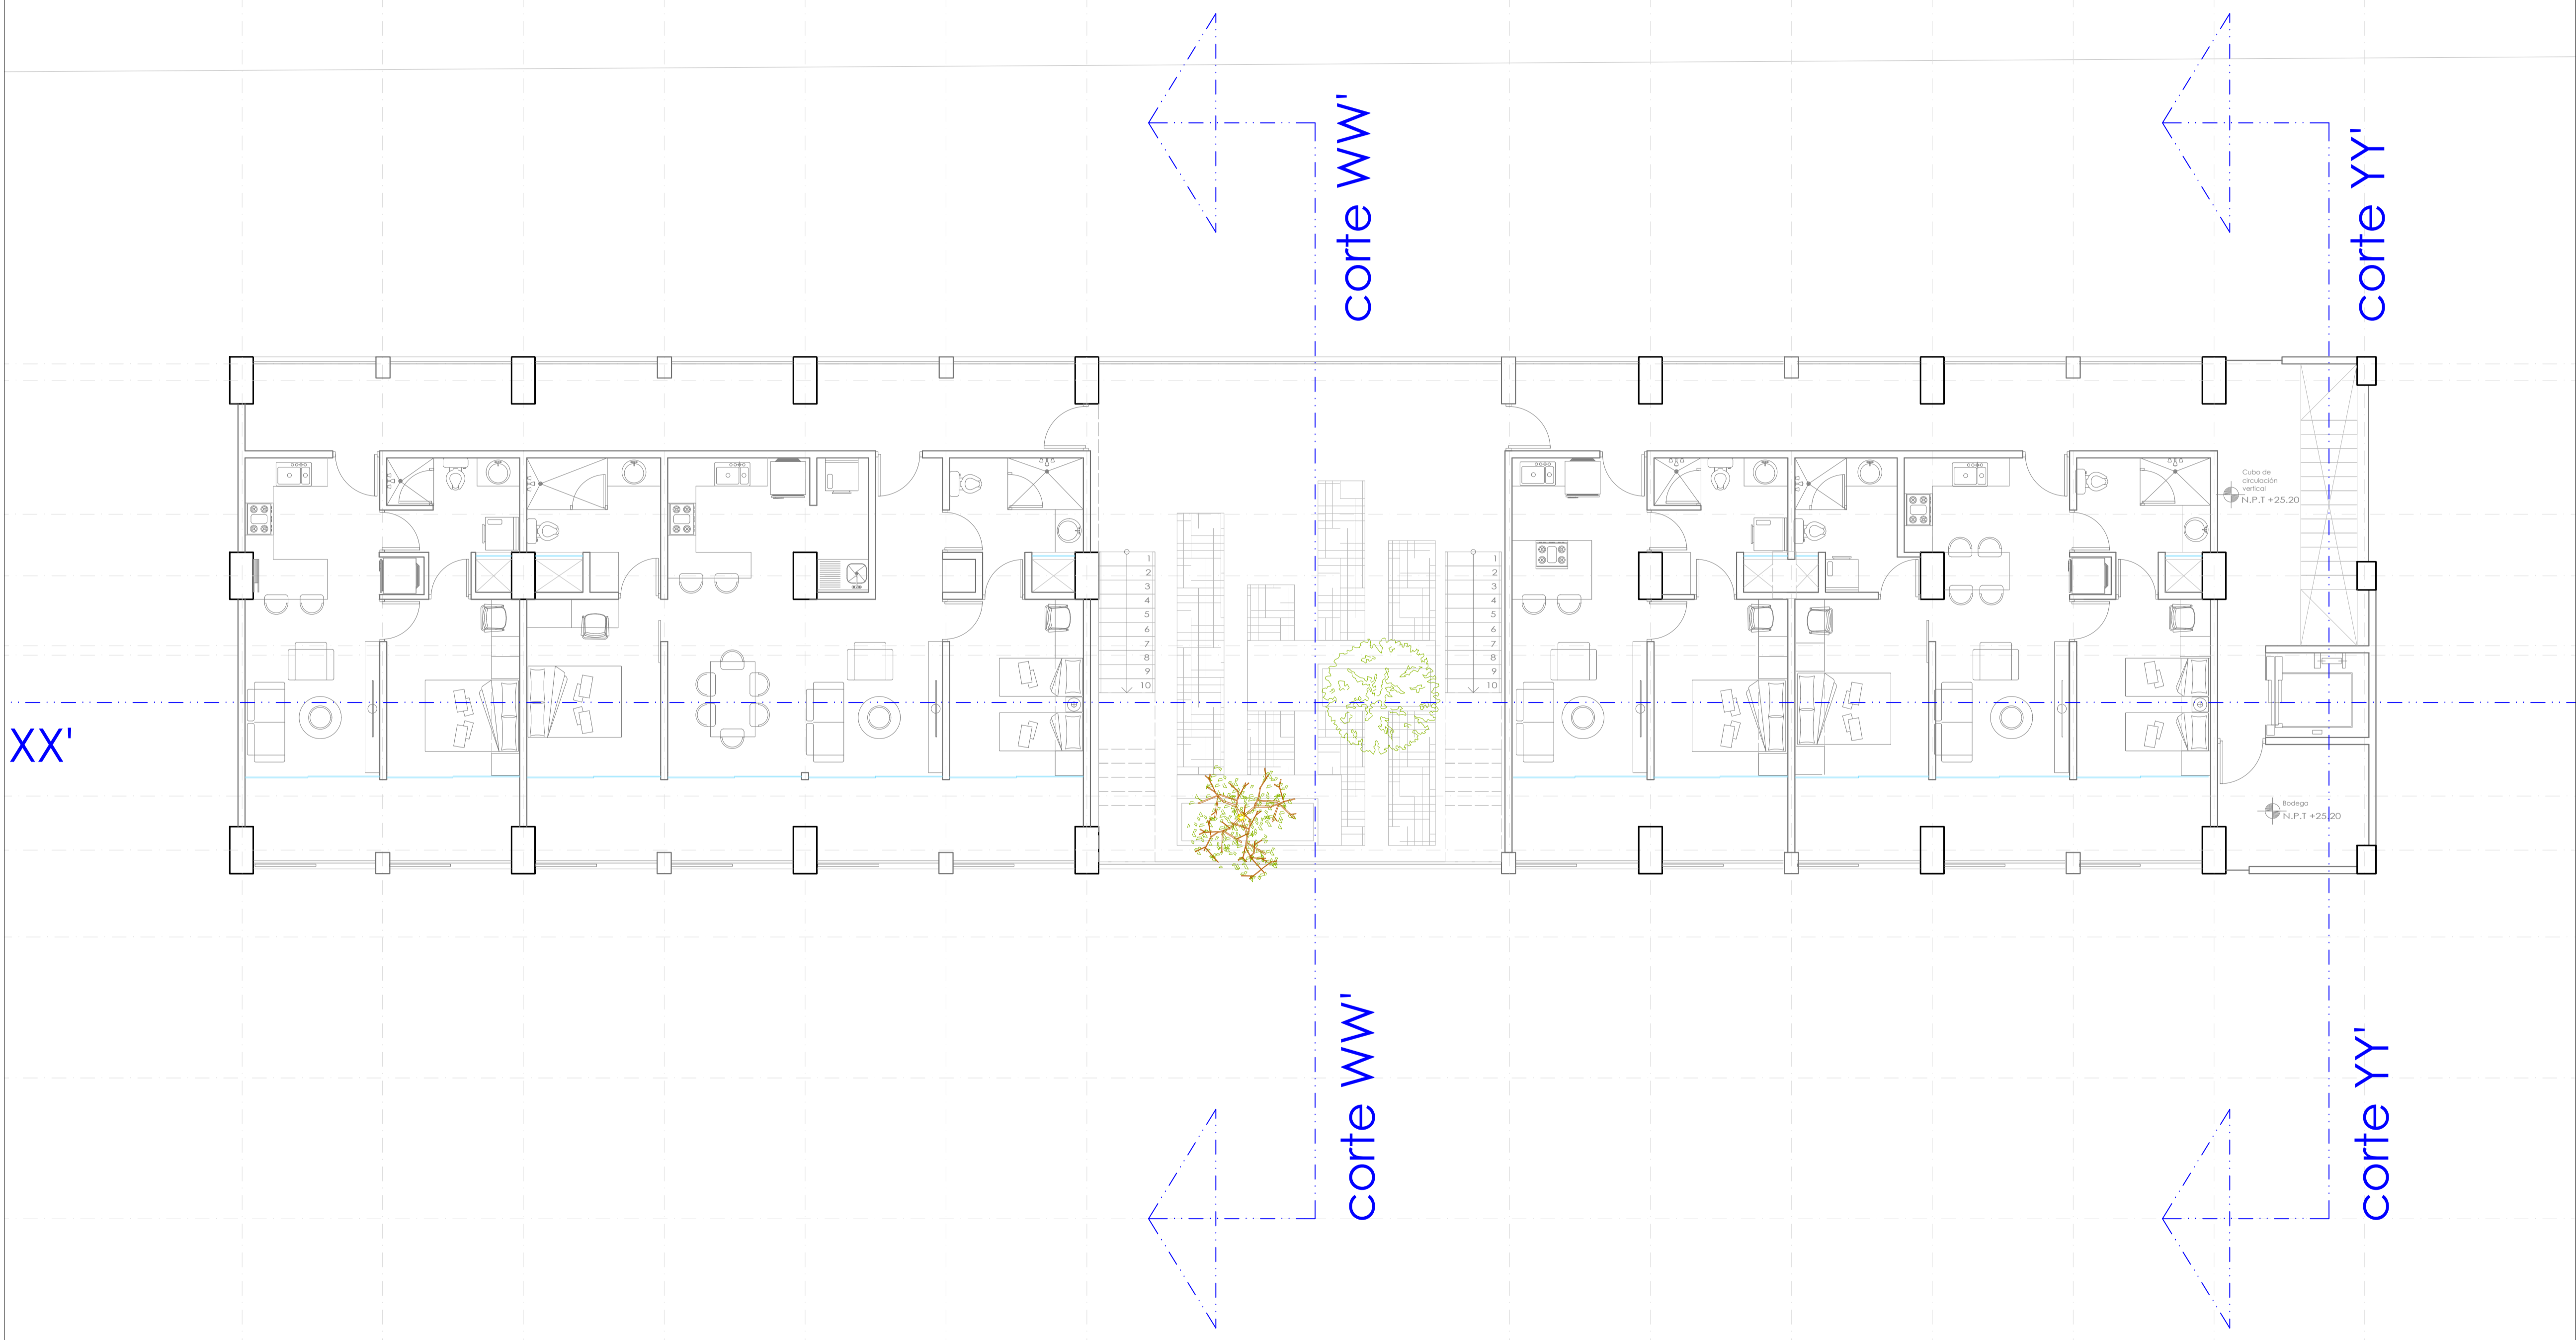 corte WW'
corte YY'
Cubo de
circulación
vertical
N.P.T +25.20
1
2
3
4
5
6
7
8
9
10
1
2
3
4
5
6
7
8
9
10
XX'
Bodega
N.P.T +25.20
corte WW'
corte YY'